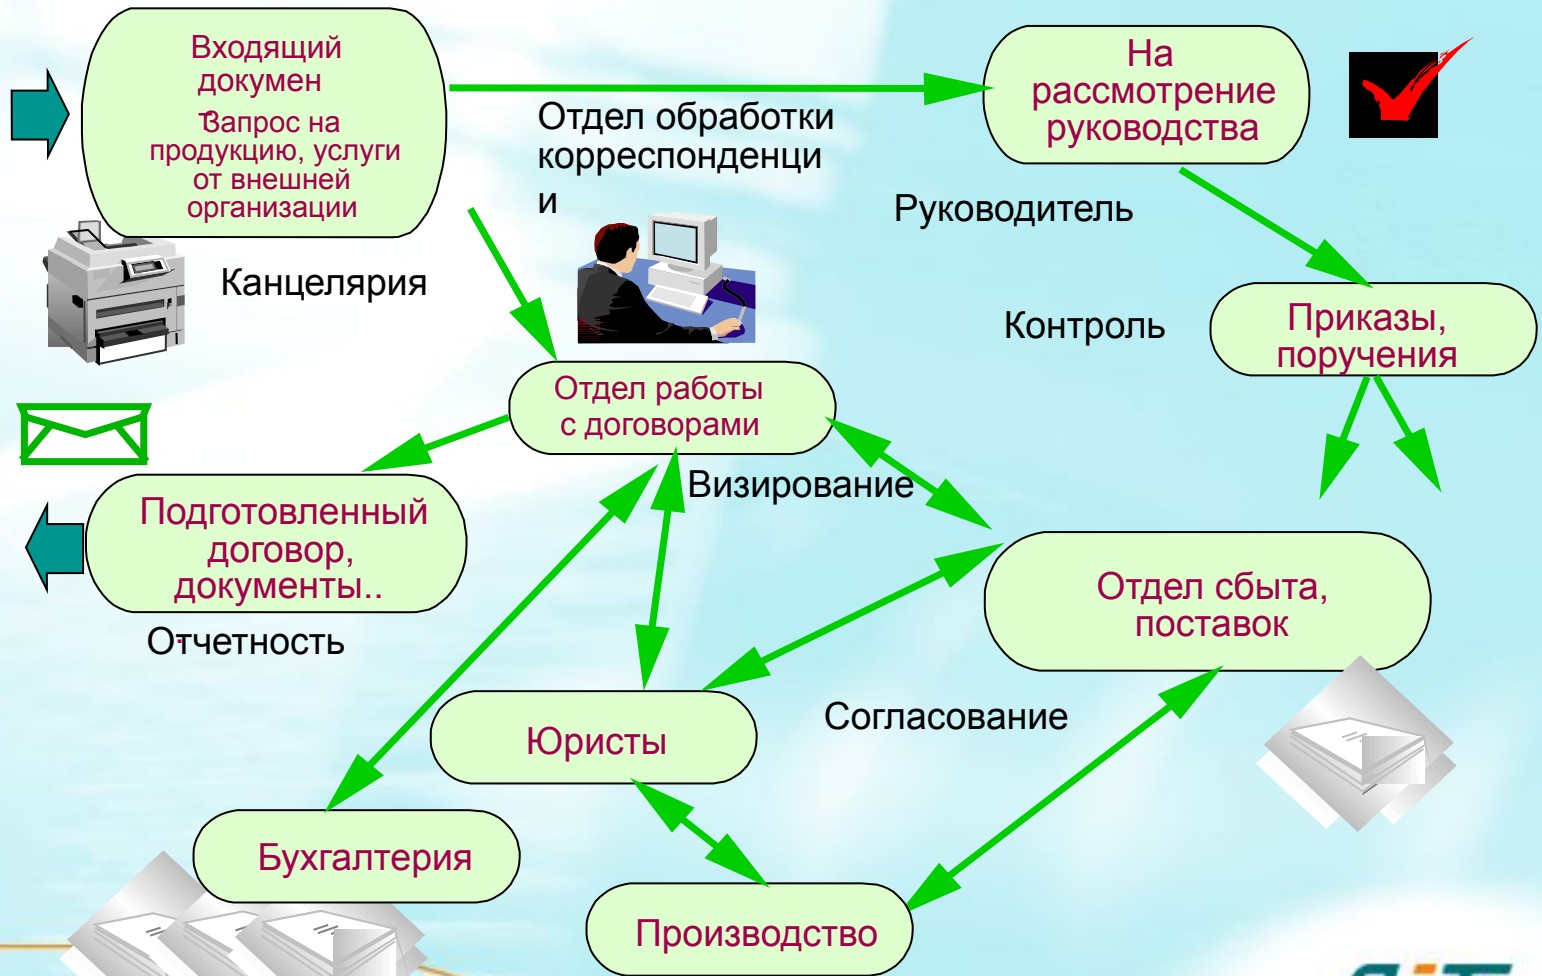 Входящий
докумен
т
Запрос на
продукцию, услуги
от внешней
организации
Канцелярия
Отдел обработки
корреспонденци
и
На
рассмотрение
руководства
Руководитель
Контроль
Приказы,
поручения
Отдел работы
с договорами
Визирование
Подготовленный
договор,
документы..
.
Отчетность
Отдел сбыта,
поставок
Юристы
Согласование
Бухгалтерия
Производство